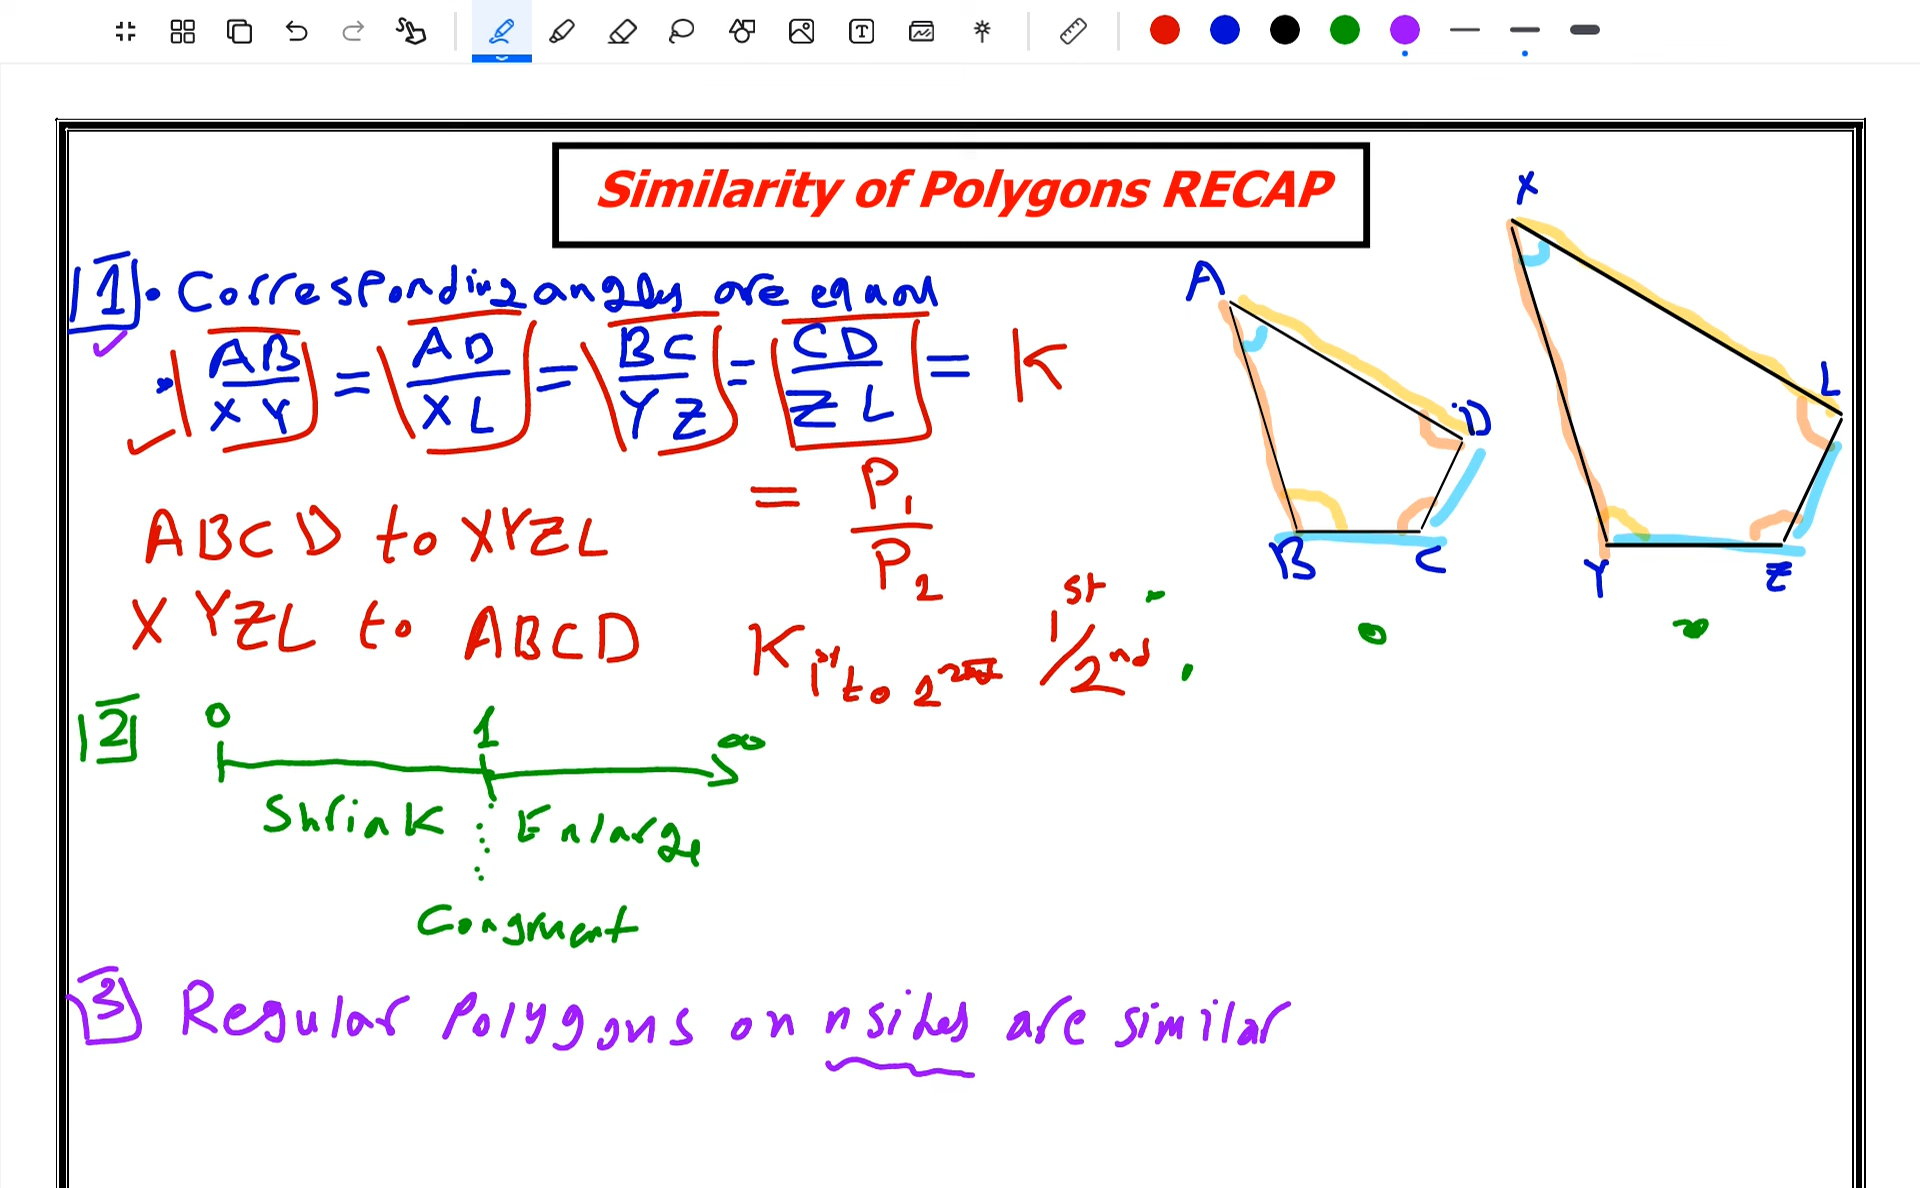 Similarity of Polygons RECAP
1 • Corresponding angles are equal
AB/XY = AD/XL = BC/YZ = CD/ZL = K
= P1/P2
ABCD to XYZL
XYZL to ABCD
K 1st to 2nd 1st/2nd
2
0 1 ∞
Shrink Enlarge
Congruent
3 Regular Polygons on n sides are similar
X
A
L
D
B C
Y Z